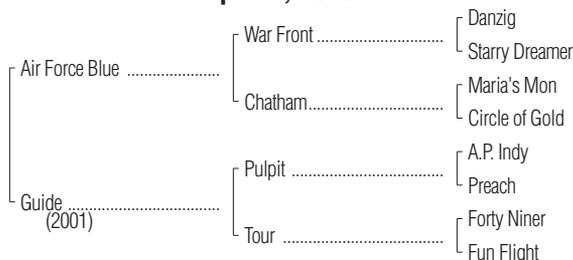 Danzig
War Front ..............................
Starry Dreamer
Air Force Blue ......................
Maria's Mon
Chatham................................
Circle of Gold
A.P. Indy
Pulpit ....................................
Preach
Guide ....................................
(2001)
Forty Niner
Tour ......................................
Fun Flight